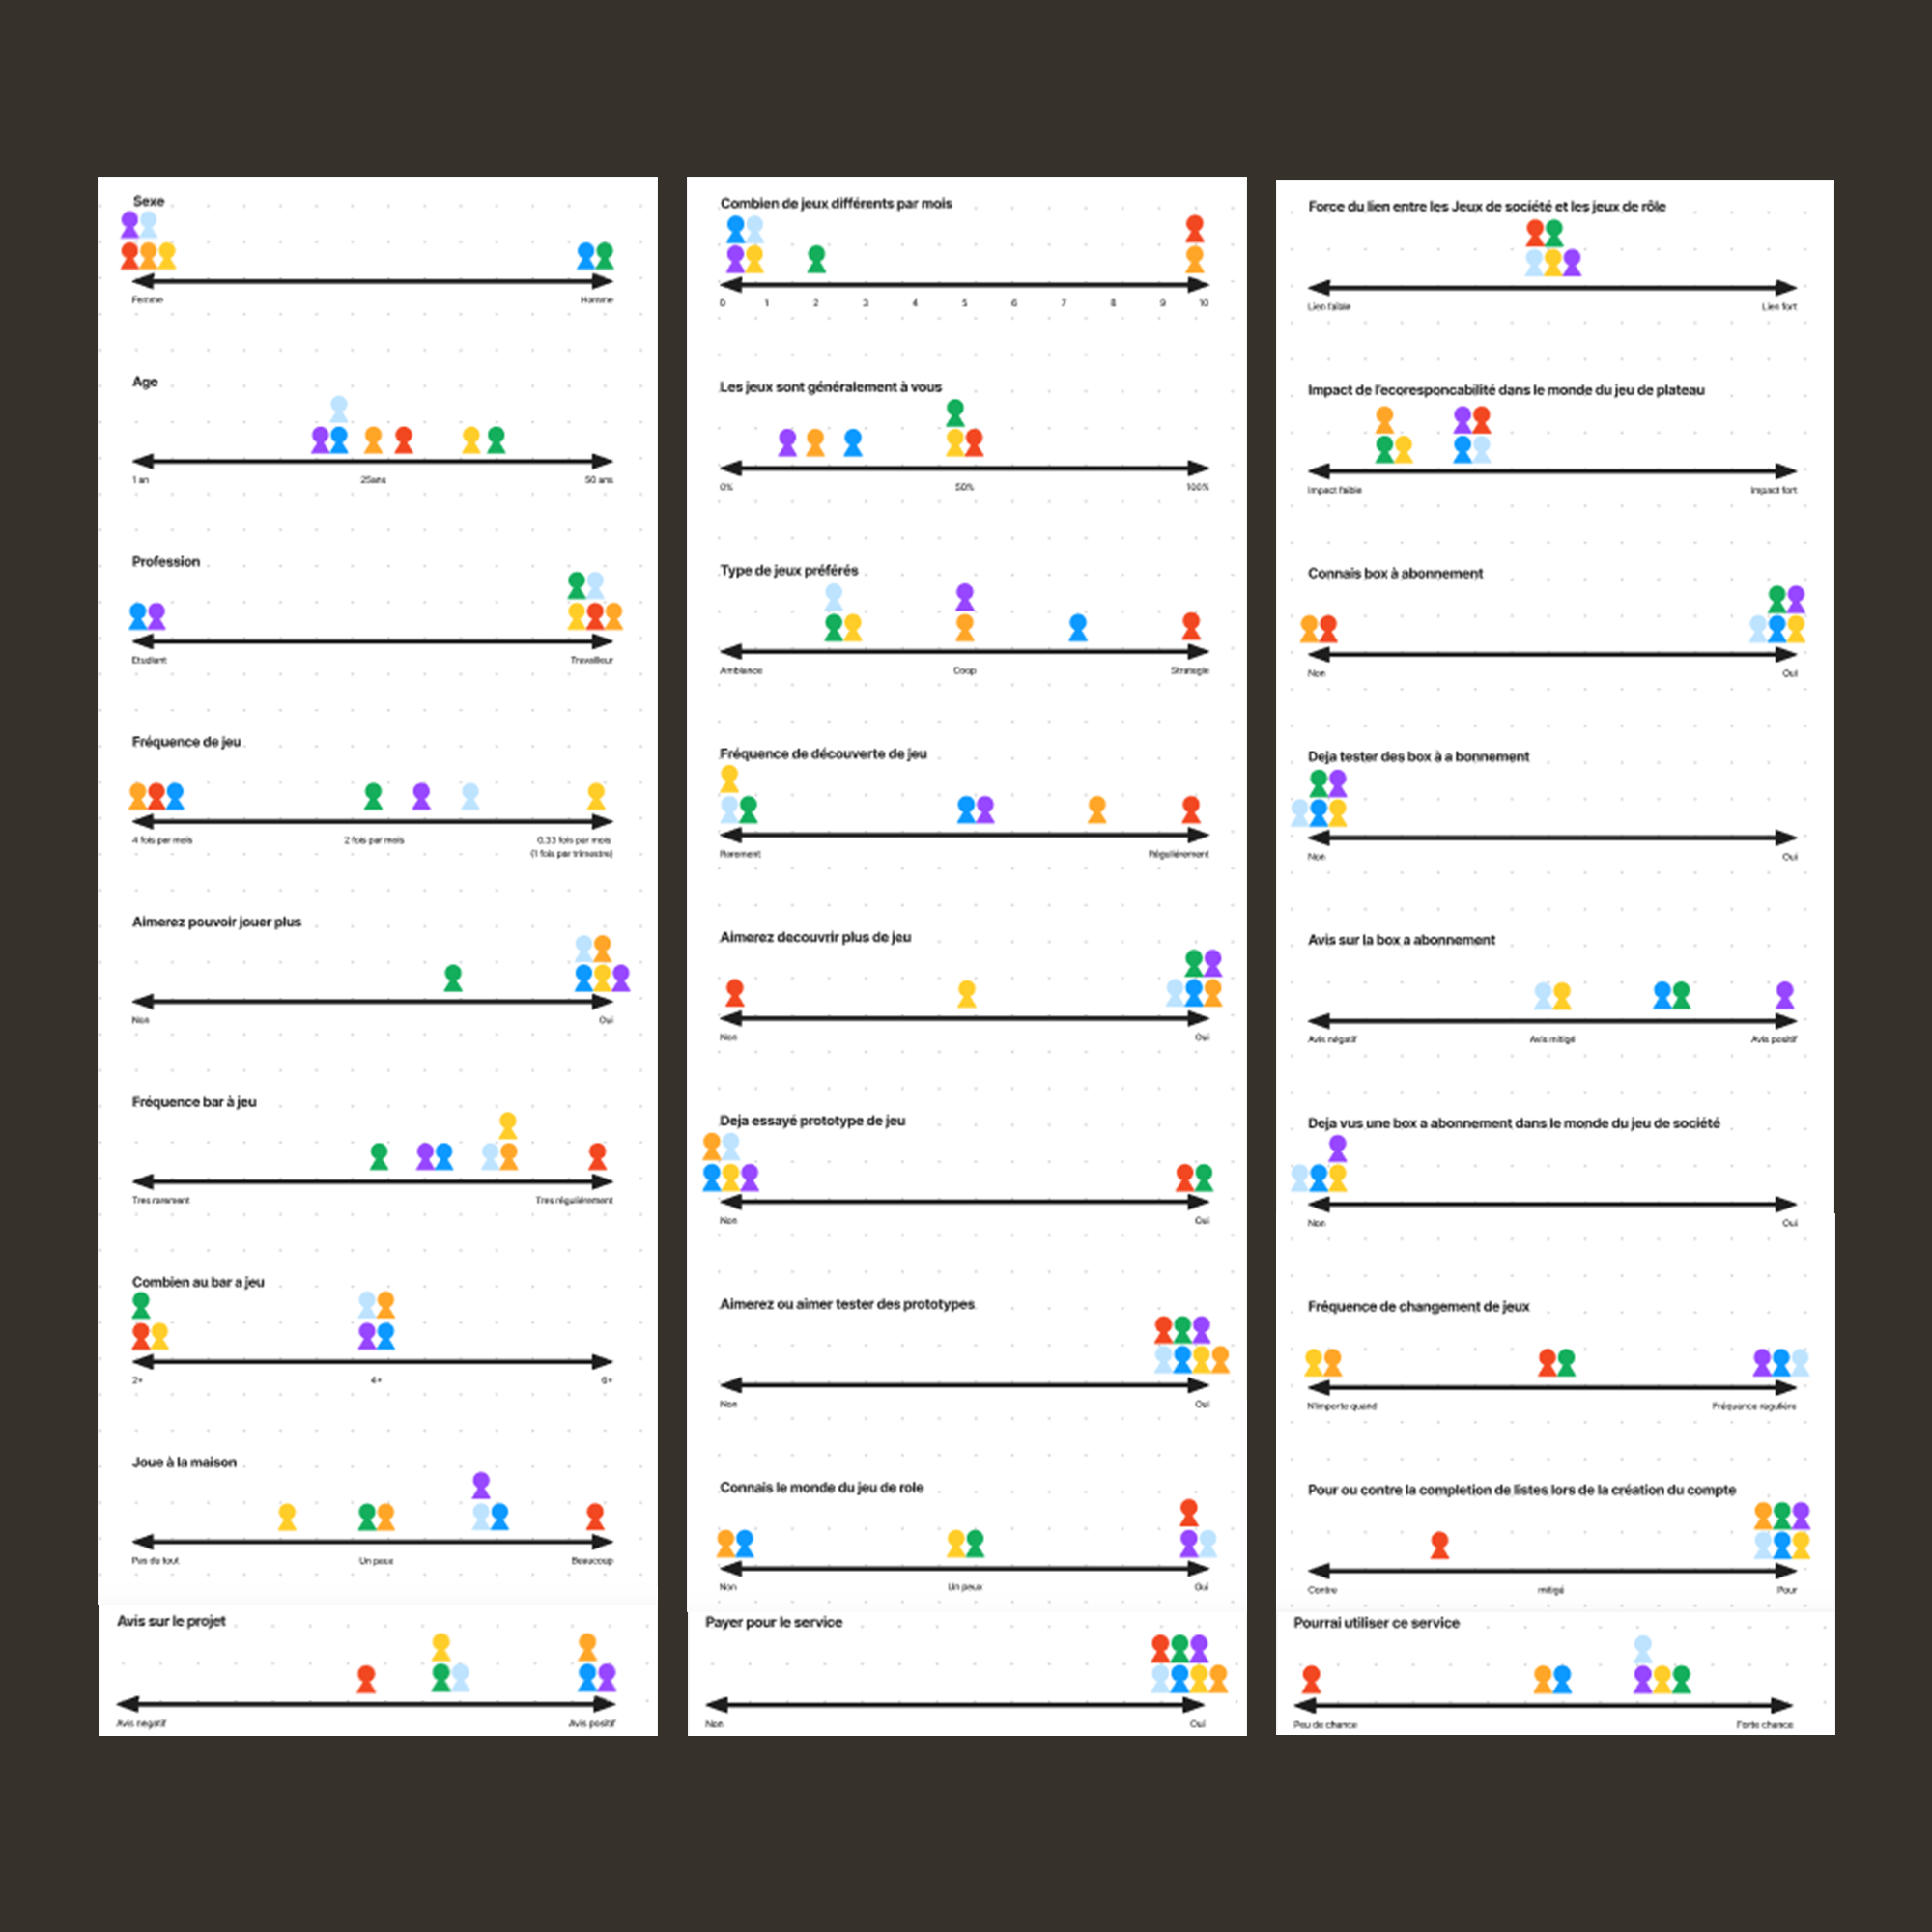 Sexe
Femme Homme
Age
1 an 25ans 50 ans
Profession
Etudiant Travailleur
Fréquence de jeu
4 fois par mois 2 fois par mois 0.33 fois par mois
(1 fois par trimestre)
Aimerez pouvoir jouer plus
Non Oui
Fréquence bar à jeu
Tres rarement Tres régulièrement
Combien au bar a jeu
2+ 4+ 6+
Joue à la maison
Pas du tout Un peux Beaucoup
Avis sur le projet
Avis negatif Avis positif
Combien de jeux différents par mois
0 1 2 3 4 5 6 7 8 9 10
Les jeux sont généralement à vous
0% 50% 100%
Type de jeux préférés
Ambiance Coop Strategie
Fréquence de découverte de jeu
Rarement Régulièrement
Aimerez decouvrir plus de jeu
Non Oui
Deja essayé prototype de jeu
Non Oui
Aimerez ou aimer tester des prototypes
Non Oui
Connais le monde du jeu de role
Non Un peux Oui
Payer pour le service
Non Oui
Force du lien entre les Jeux de société et les jeux de rôle
Lien faible Lien fort
Impact de l'ecoresponcabilité dans le monde du jeu de plateau
Impact faible Impact fort
Connais box à abonnement
Non Oui
Deja tester des box à a bonnement
Non Oui
Avis sur la box a abonnement
Avis négatif Avis mitigé Avis positif
Deja vus une box a abonnement dans le monde du jeu de société
Non Oui
Fréquence de changement de jeux
N'importe quand Fréquence regulière
Pour ou contre la completion de listes lors de la création du compte
Contre mitigé Pour
Pourrai utiliser ce service
Peu de chance Forte chance